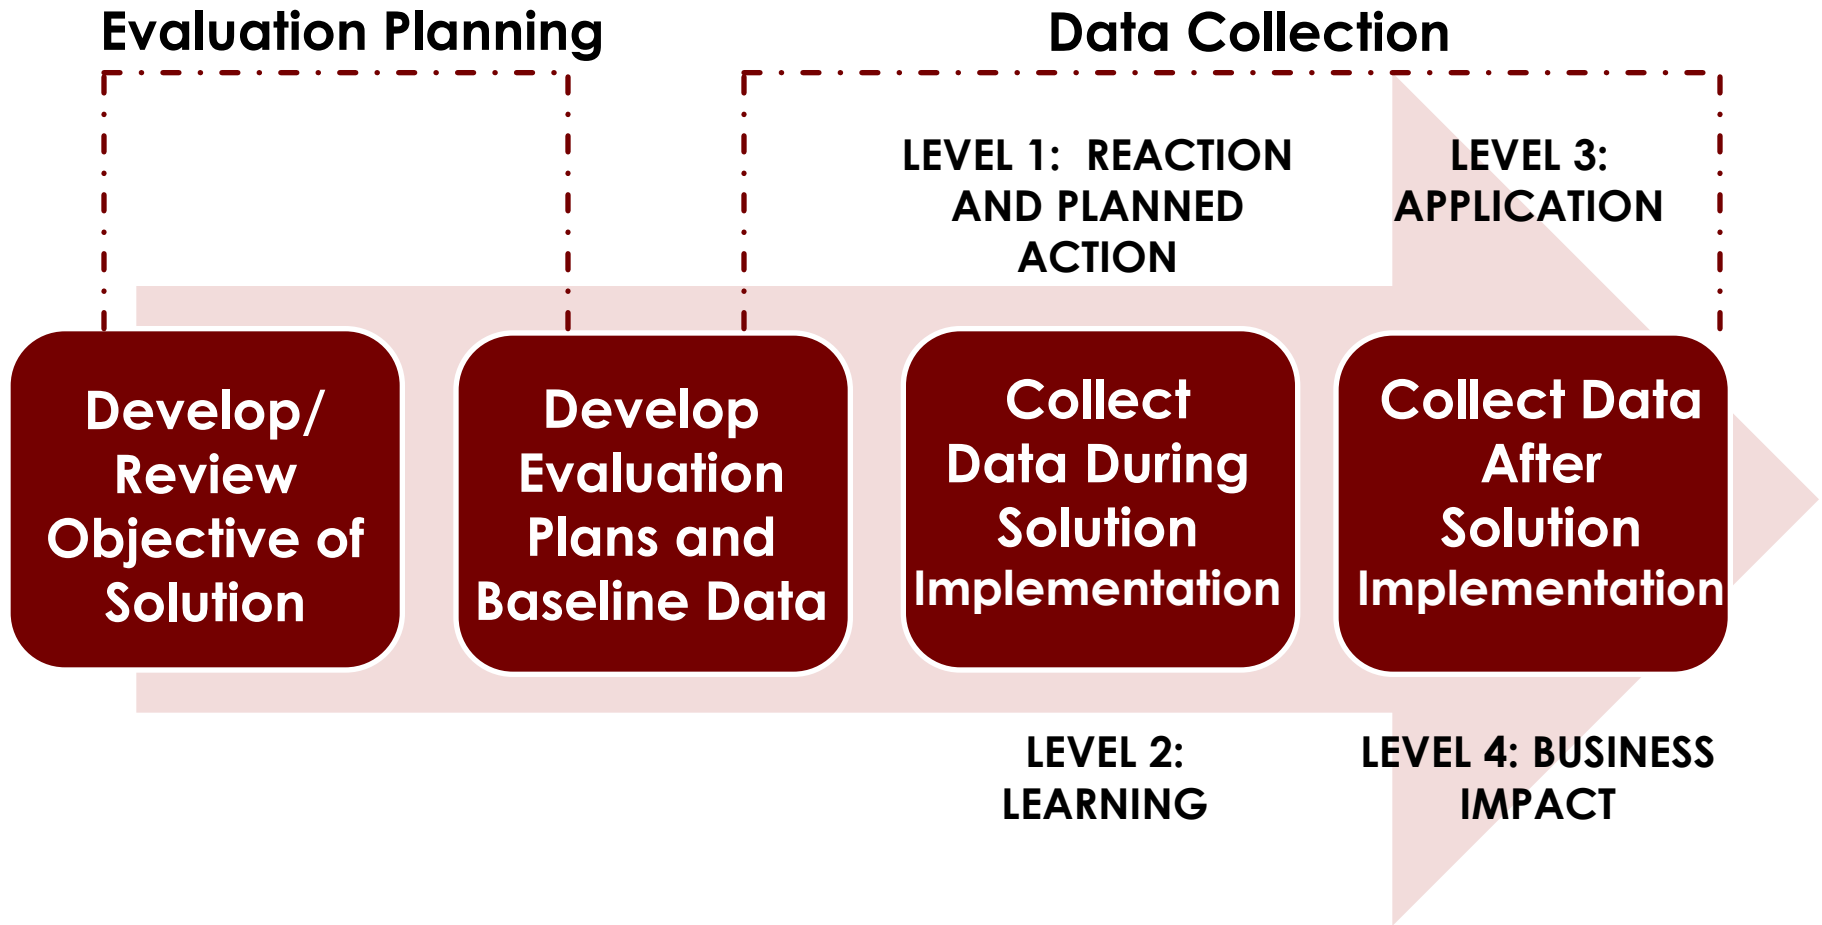 Evaluation Planning
Data Collection
LEVEL 1:  REACTION
AND PLANNED
ACTION
LEVEL 3:
APPLICATION
Develop/
Review
Objective of
Solution
Develop
Evaluation
Plans and
Baseline Data
Collect
Data During
Solution
Implementation
Collect Data
After
Solution
Implementation
LEVEL 2:
LEARNING
LEVEL 4: BUSINESS
IMPACT